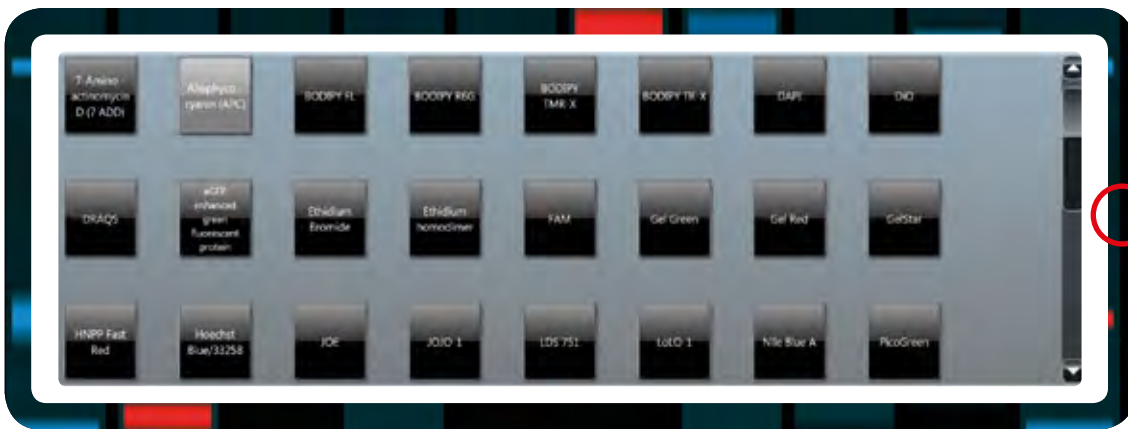 7-Amino-
actinomycin
D (7 ADD)
Allophyco-
cyanin (APC)
BODIPY FL
BODIPY R6G
BODIPY
TMR X
BODIPY TR X
DAPI
DiO
DRAQ5
eGFP
enhanced
green
fluorescent
protein
Ethidium
Bromide
Ethidium
homodimer
FAM
Gel Green
Gel Red
GelStar
HNPP Fast
Red
Hoechst
Blue/33258
JOE
JOJO 1
LDS 751
LoLO 1
Nile Blue A
PicoGreen